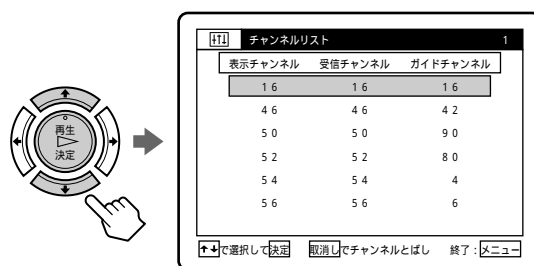 チャンネルリスト 1
表示チャンネル 受信チャンネル ガイドチャンネル
16 16 16
46 46 42
50 50 90
52 52 80
54 54 4
56 56 6
再生
決定
で選択して決定 取消しでチャンネルとばし 終了：メニュー